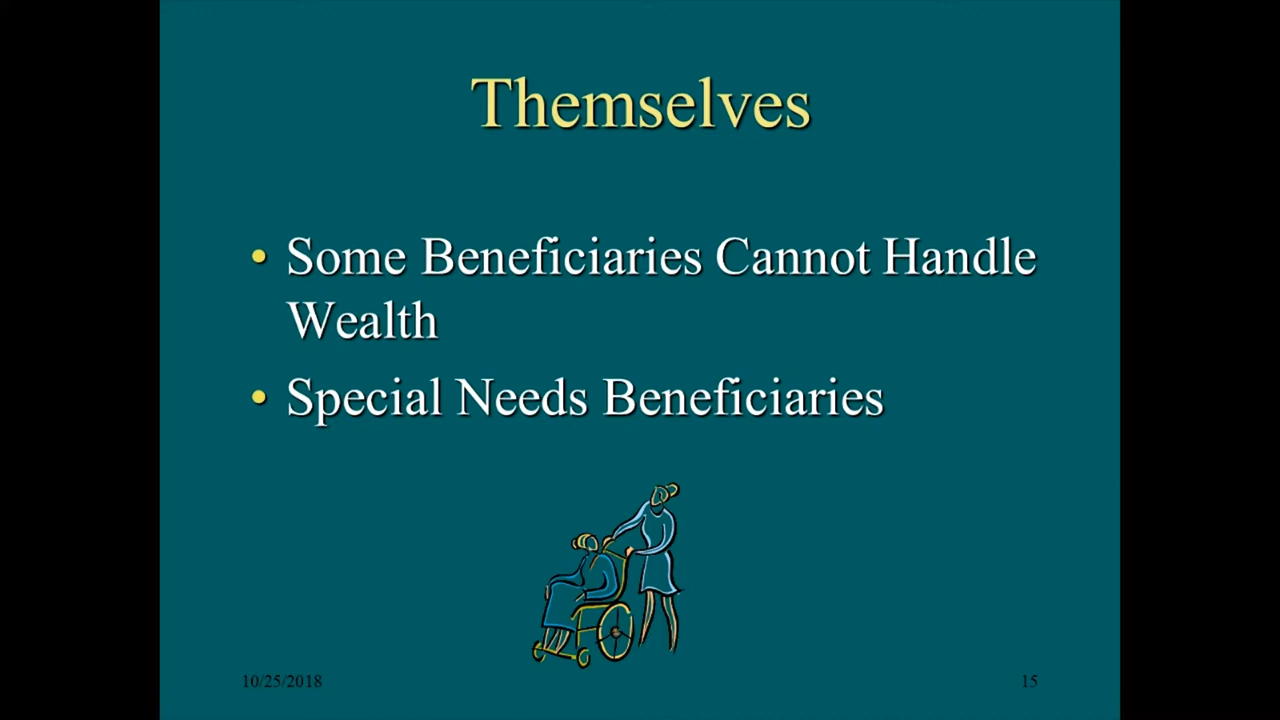 Themselves
• Some Beneficiaries Cannot Handle
Wealth
• Special Needs Beneficiaries
10/25/2018
15